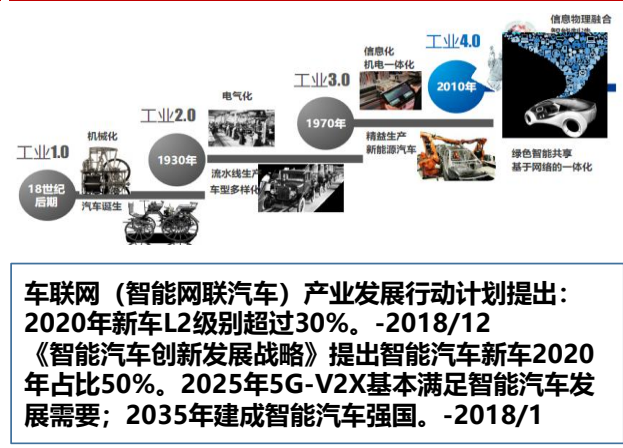 信息物理融合
工业4.0
信息化
机电一体化
2010年
工业3.0
电气化
1970年
工业2.0
精益生产
新能源汽车
绿色智能共享
基于网络的一体化
机械化
1930年
工业1.0
流水线生产
车型多样化
18世纪
后期
汽车诞生
车联网（智能网联汽车）产业发展行动计划提出：
2020年新车L2级别超过30%。-2018/12
《智能汽车创新发展战略》提出智能汽车新车2020
年占比50%。2025年5G-V2X基本满足智能汽车发
展需要；2035年建成智能汽车强国。-2018/1